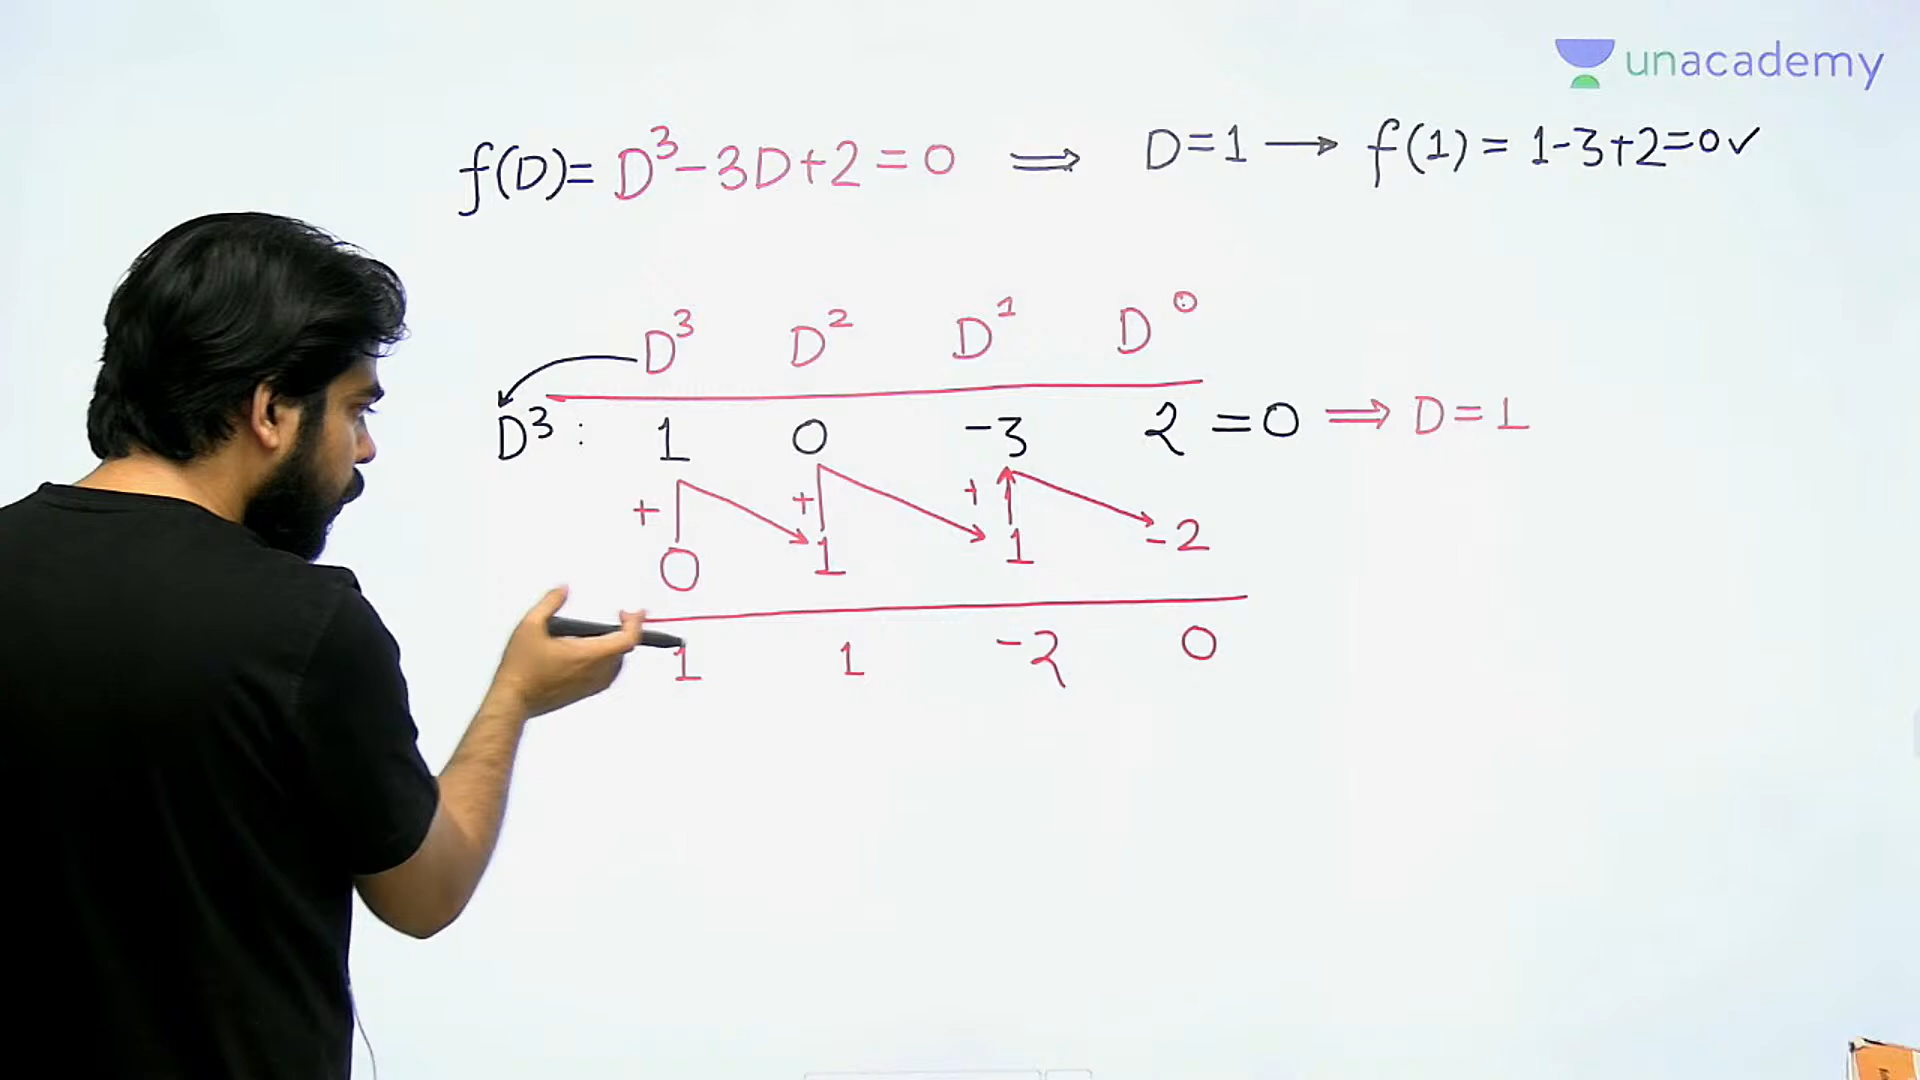 unacademy
f(D)= D³-3D+2=0 ⟹ D=1 → f(1)= 1-3+2=0✓
D³ D² D¹ D⁰
D³: 1 0 -3 2 =0 ⟹ D=1
+ + +
0 1 1 -2
1 1 -2 0